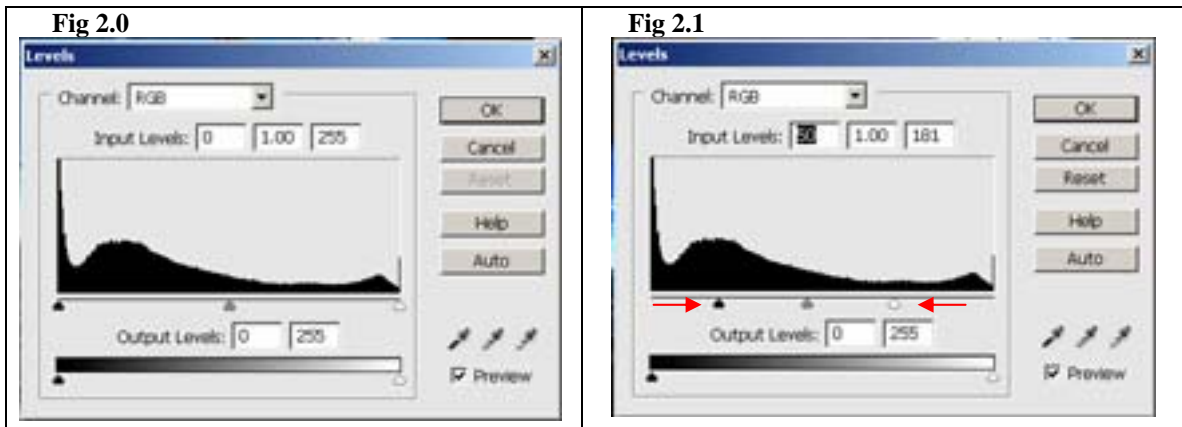 Fig 2.0
Levels
Channel: RGB
Input Levels: 0 1.00 255
OK
Cancel
Reset
Help
Auto
Output Levels: 0 255
Preview
Fig 2.1
Levels
Channel: RGB
Input Levels: 50 1.00 181
OK
Cancel
Reset
Help
Auto
Output Levels: 0 255
Preview